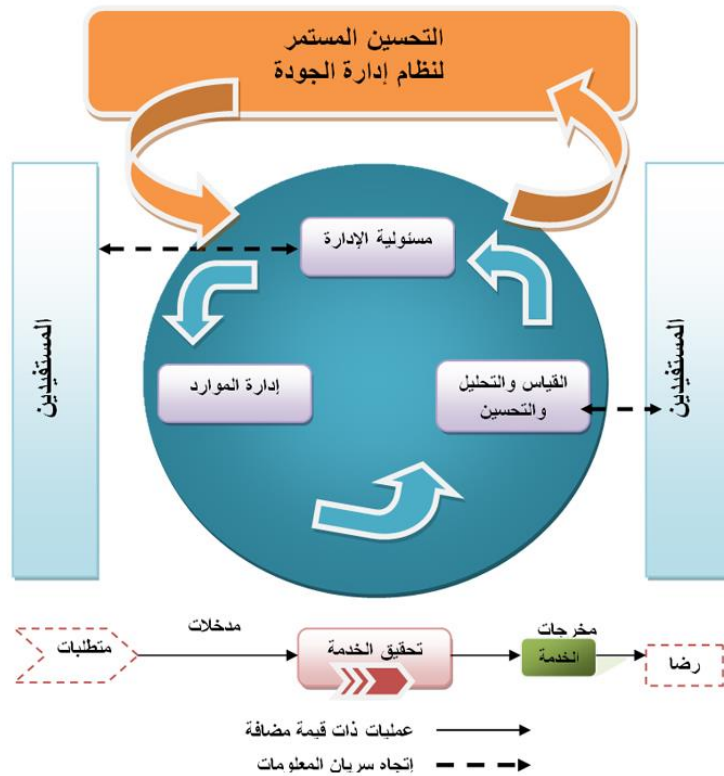 التحسين المستمر
لنظام إدارة الجودة
مسئولية الإدارة
المستفيدين
المستفيدين
إدارة الموارد
القياس والتحليل
والتحسين
متطلبات
مدخلات
تحقيق الخدمة
مخرجات
الخدمة
رضا
عمليات ذات قيمة مضافة
إتجاه سريان المعلومات